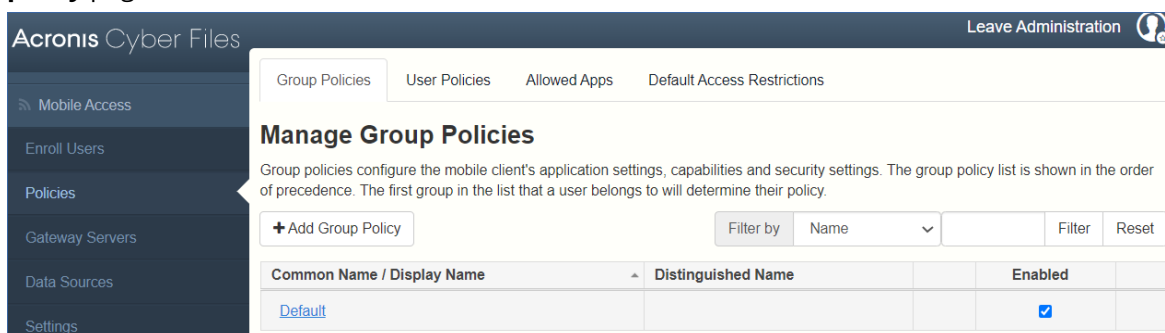 Acronis Cyber Files
Leave Administration
Mobile Access
Enroll Users
Policies
Gateway Servers
Data Sources
Settings
Group Policies User Policies Allowed Apps Default Access Restrictions
Manage Group Policies
Group policies configure the mobile client's application settings, capabilities and security settings. The group policy list is shown in the order
of precedence. The first group in the list that a user belongs to will determine their policy.
+ Add Group Policy Filter by Name Filter Reset
Common Name / Display Name Distinguished Name Enabled
Default